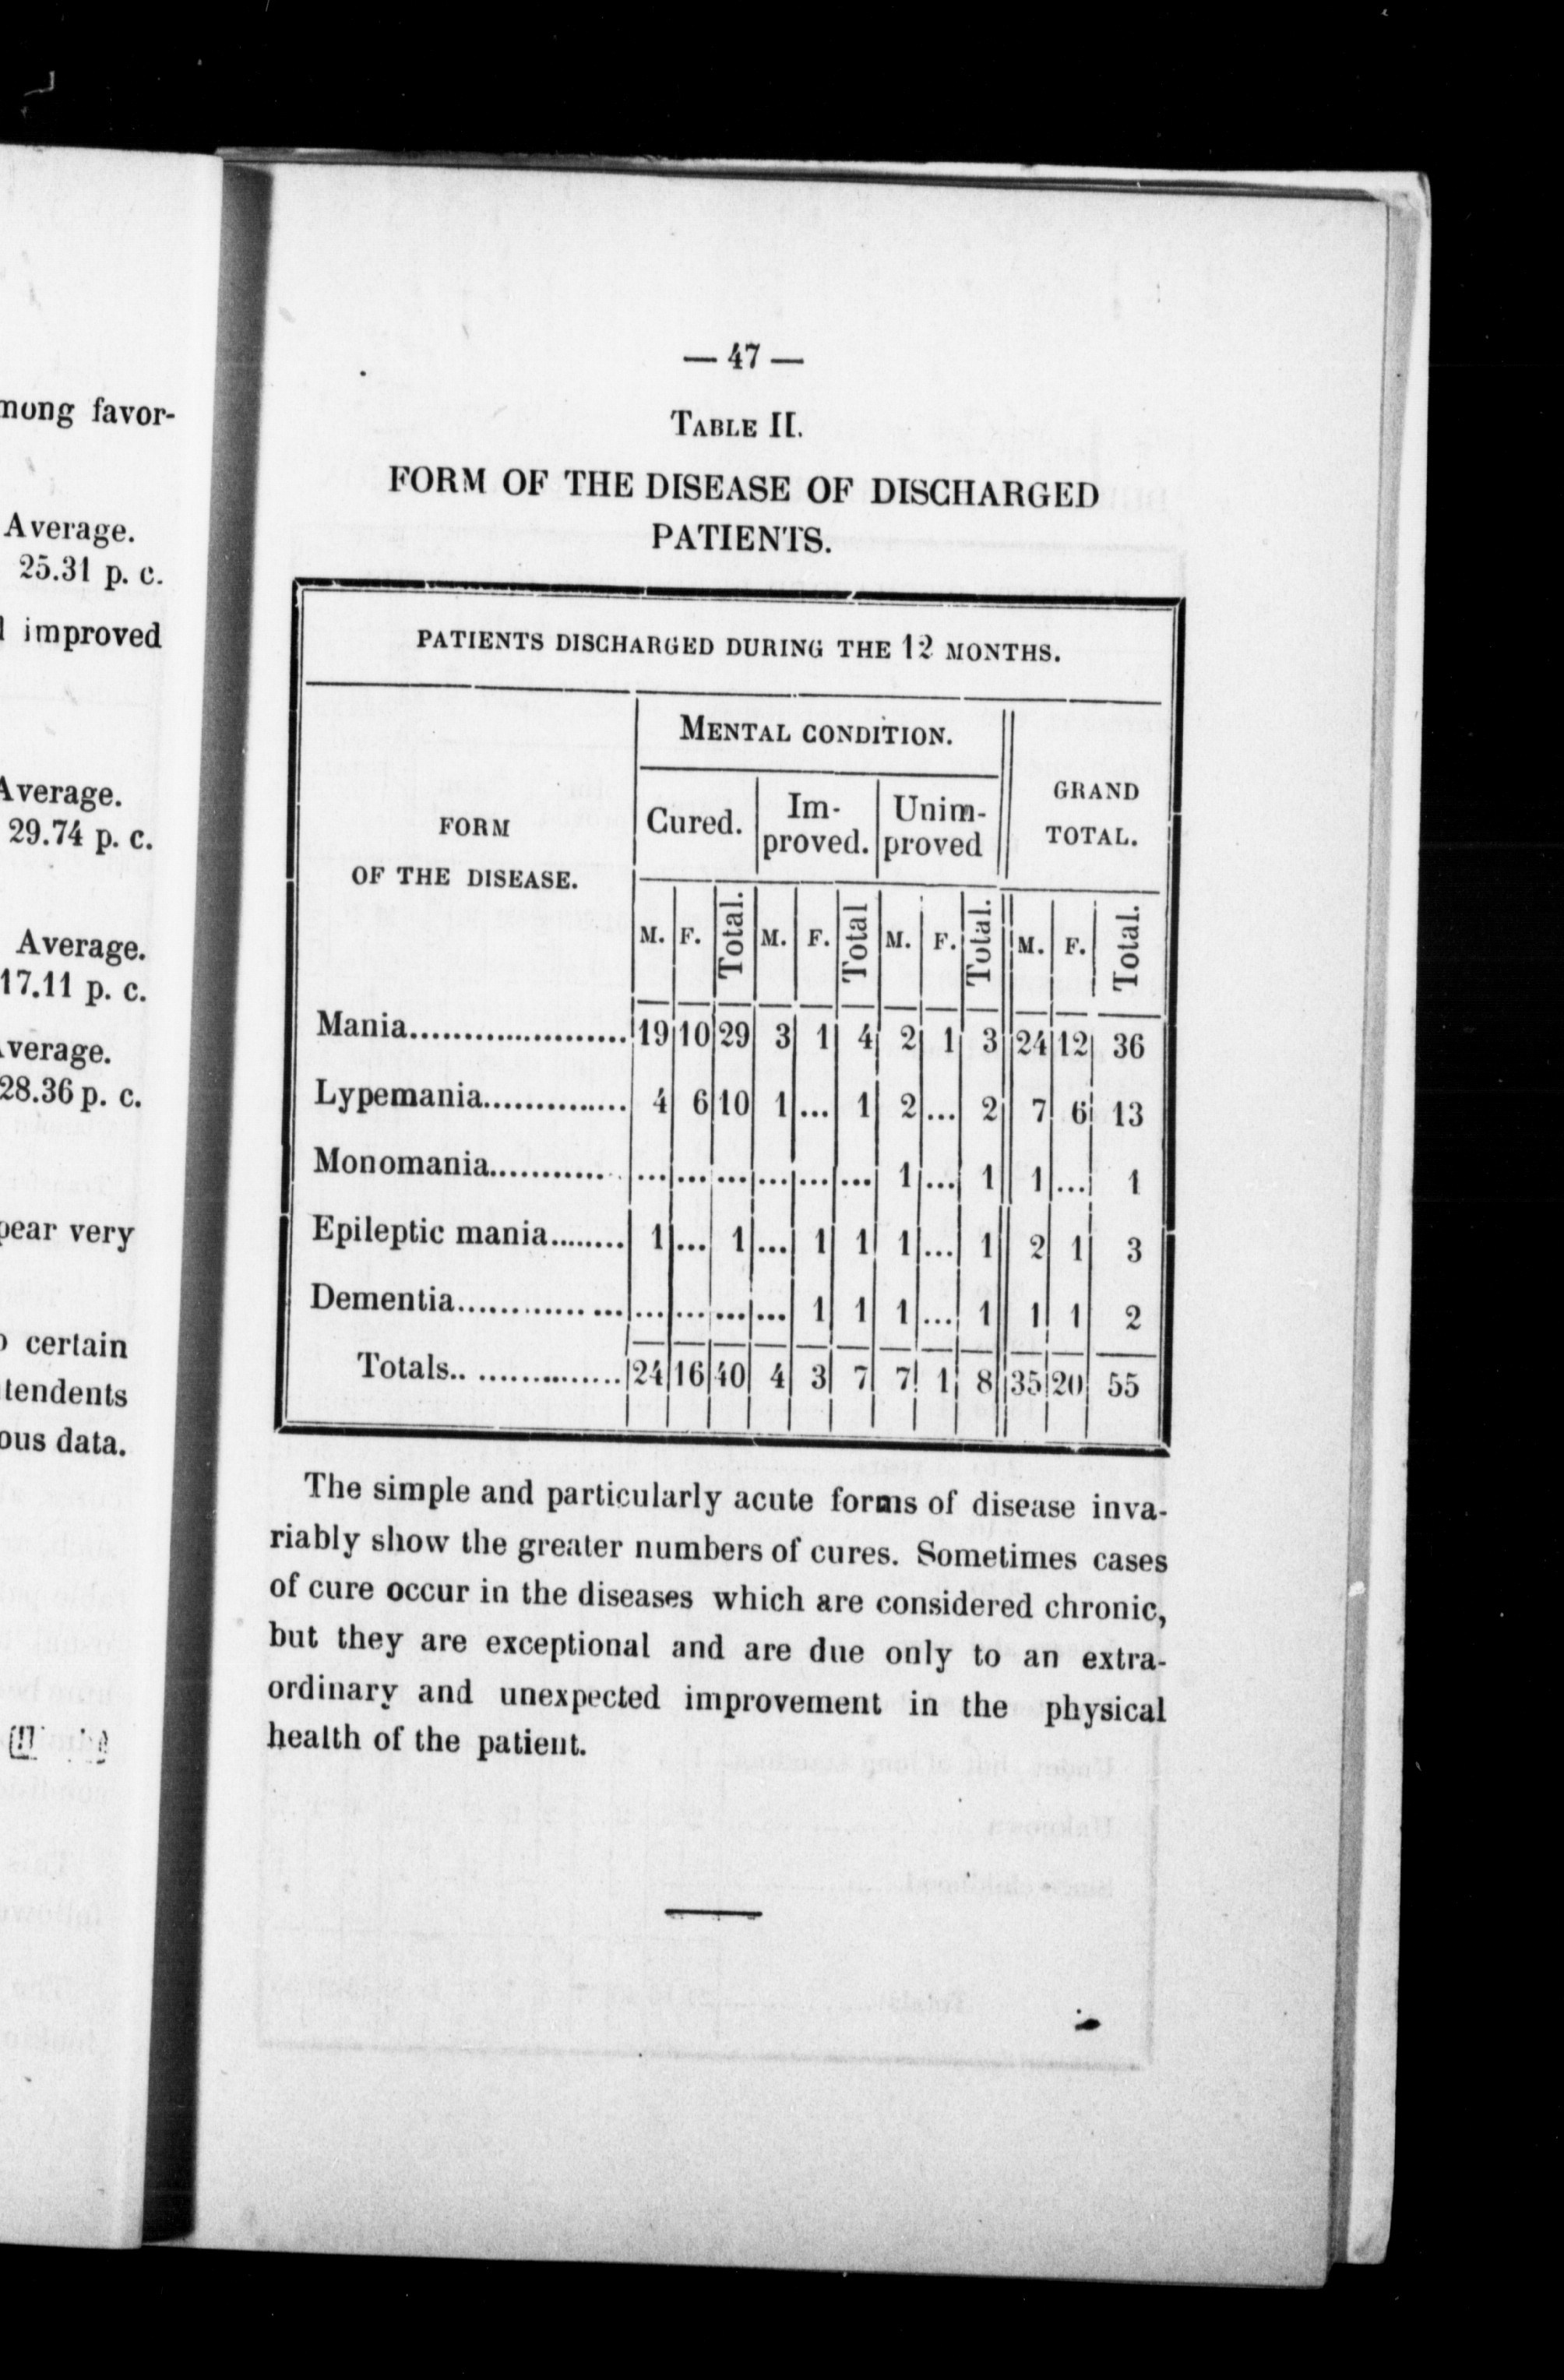 mong favor-
Average.
25.31 p. c.
improved
Average.
29.74 p. c.
Average.
17.11 p. c.
Average.
28.36 p. c.
pear very
certain
tendents
ous data.
— 47 —
TABLE II.
FORM OF THE DISEASE OF DISCHARGED
PATIENTS.
PATIENTS DISCHARGED DURING THE 12 MONTHS.
FORM
OF THE DISEASE.
MENTAL CONDITION.
GRAND
TOTAL.
Cured.
Im-
proved.
Unim-
proved
M. F. Total. M. F. Total M. F. Total. M. F. Total.
Mania...................... 19 10 29 3 1 4 2 1 3 24 12 36
Lypemania............... 4 6 10 1 ... 1 2 ... 2 7 6 13
Monomania............ ... ... ... ... ... ... 1 ... 1 1 ... 1
Epileptic mania........ 1 ... 1 ... 1 1 1 ... 1 2 1 3
Dementia................ ... ... ... ... 1 1 1 ... 1 1 1 2
Totals.. ............... 24 16 40 4 3 7 7 1 8 35 20 55
The simple and particularly acute forms of disease inva-
riably show the greater numbers of cures. Sometimes cases
of cure occur in the diseases which are considered chronic,
but they are exceptional and are due only to an extra-
ordinary and unexpected improvement in the physical
health of the patient.